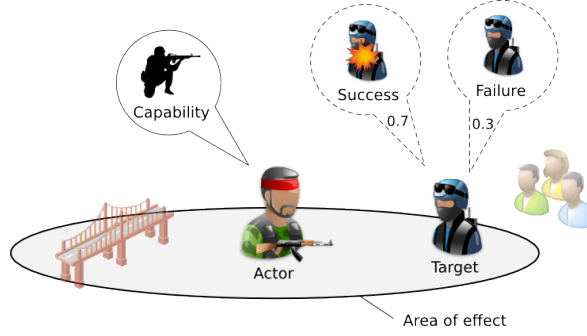 Capability
Success
Failure
0.7
0.3
Actor
Target
Area of effect